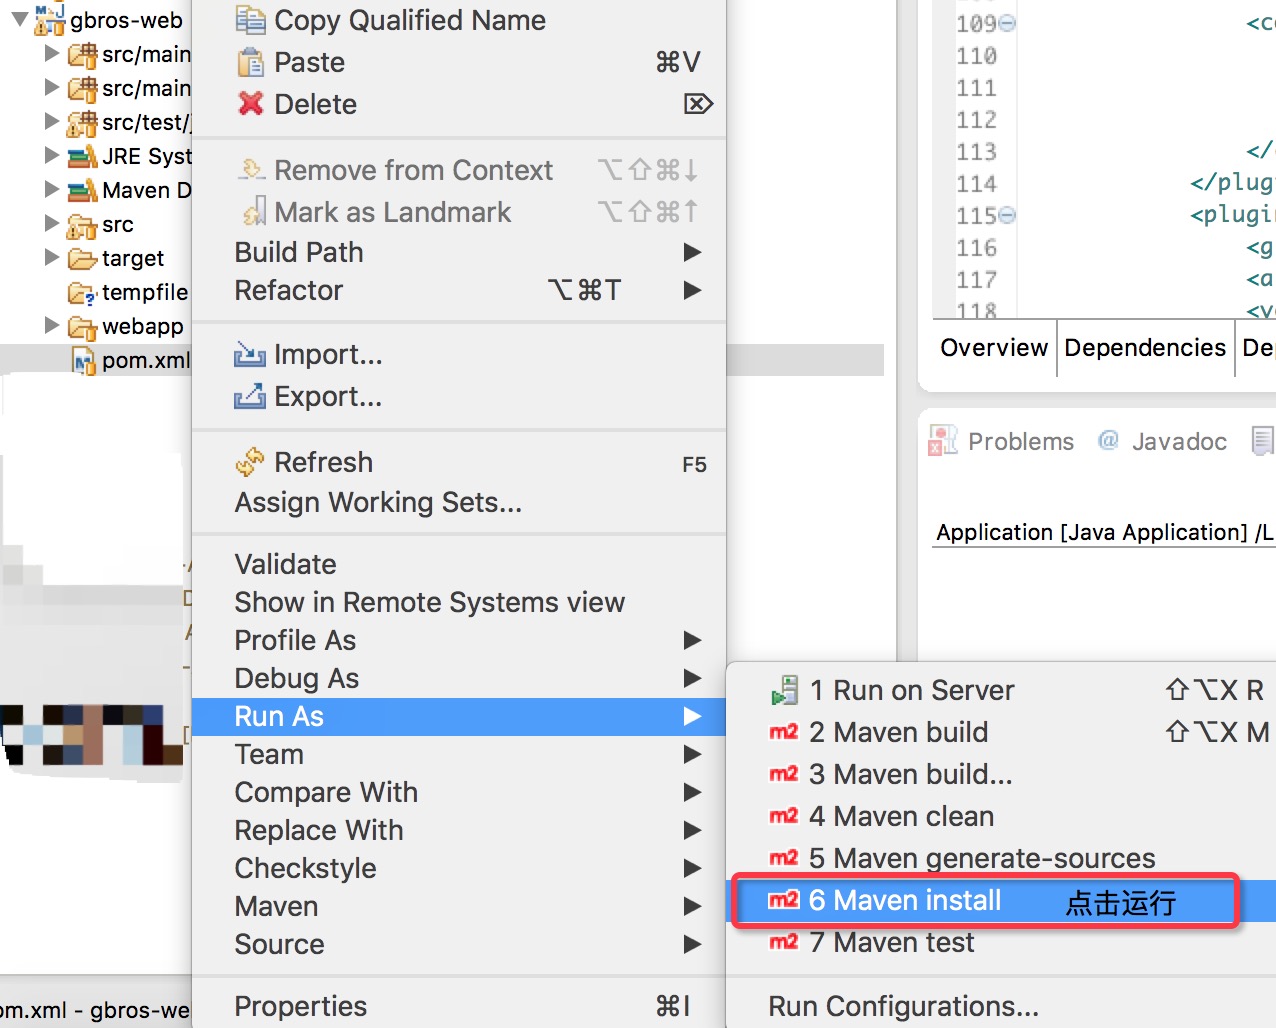 gbros-web
src/main
src/main
src/test/j
JRE Syst
Maven D
src
target
tempfile
webapp
pom.xml
Copy Qualified Name
Paste ⌘V
Delete ⌦
Remove from Context ⌥⇧⌘↓
Mark as Landmark ⌥⇧⌘↑
Build Path ▶
Refactor ⌥⌘T ▶
Import...
Export...
Refresh F5
Assign Working Sets...
Validate
Show in Remote Systems view
Profile As ▶
Debug As ▶
Run As ▶
Team ▶
Compare With ▶
Replace With ▶
Checkstyle ▶
Maven ▶
Source ▶
Properties ⌘I
1 Run on Server ⇧⌥X R
m2 2 Maven build ⇧⌥X M
m2 3 Maven build...
m2 4 Maven clean
m2 5 Maven generate-sources
m2 6 Maven install 点击运行
m2 7 Maven test
Run Configurations...
109 <co
110
111
112
113 </
114 </plugi
115 <plugi
116 <g
117 <a
118 <v
Overview Dependencies De
Problems @ Javadoc
Application [Java Application] /L
om.xml - gbros-we